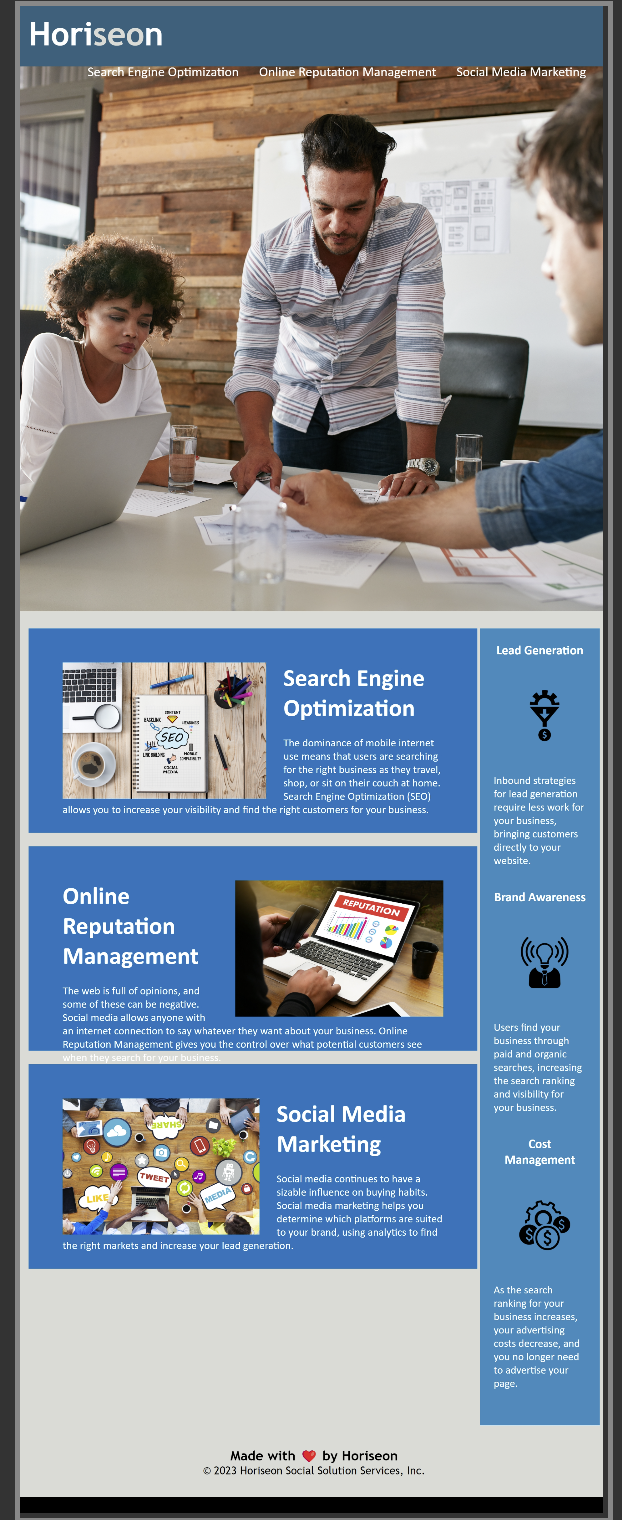 Horiseon
Search Engine Optimization
Online Reputation Management
Social Media Marketing
CONTENT
BASELINK
SEO
LINK BUILDING
SOCIAL
MEDIA
Search Engine
Optimization
The dominance of mobile internet
use means that users are searching
for the right business as they travel,
shop, or sit on their couch at home.
Search Engine Optimization (SEO)
allows you to increase your visibility and find the right customers for your business.
Online
Reputation
Management
The web is full of opinions, and
some of these can be negative.
Social media allows anyone with
an internet connection to say whatever they want about your business. Online
Reputation Management gives you the control over what potential customers see
when they search for your business.
REPUTATION
SHARE
TWEET
LIKE
MEDIA
Social Media
Marketing
Social media continues to have a
sizable influence on buying habits.
Social media marketing helps you
determine which platforms are suited
to your brand, using analytics to find
the right markets and increase your lead generation.
Lead Generation
$
Inbound strategies
for lead generation
require less work for
your business,
bringing customers
directly to your
website.
Brand Awareness
Users find your
business through
paid and organic
searches, increasing
the search ranking
and visibility for
your business.
Cost
Management
$ $ $
As the search
ranking for your
business increases,
your advertising
costs decrease, and
you no longer need
to advertise your
page.
Made with ❤️ by Horiseon
© 2023 Horiseon Social Solution Services, Inc.